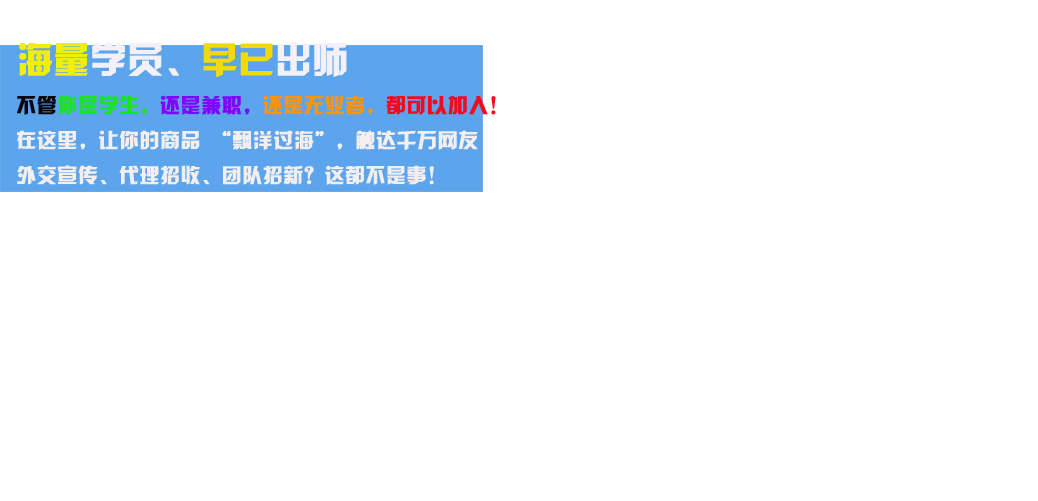 海量学员、早已出师
不管你是学生，还是兼职，还是无业者，都可以加入！
在这里，让你的商品 “飘洋过海” ，触达千万网友
外交宣传、代理招收、团队招新？这都不是事！